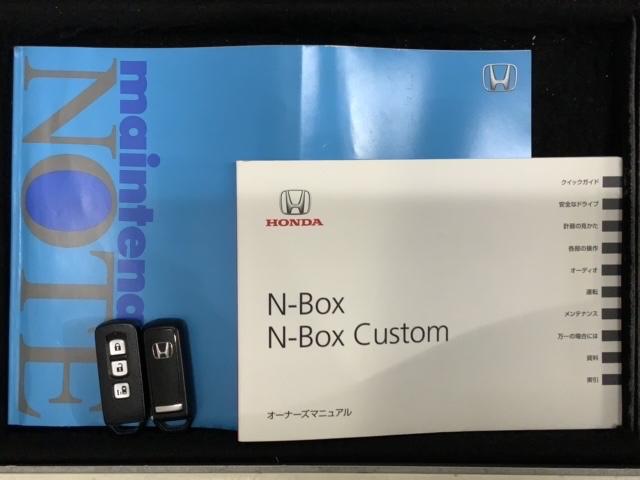 maintena
NOTE
HONDA
N-Box
N-Box Custom
オーナーズマニュアル
クイックガイド
安全なドライブ
計器の見かた
各部の操作
オーディオ
運転
メンテナンス
万一の場合には
資料
索引